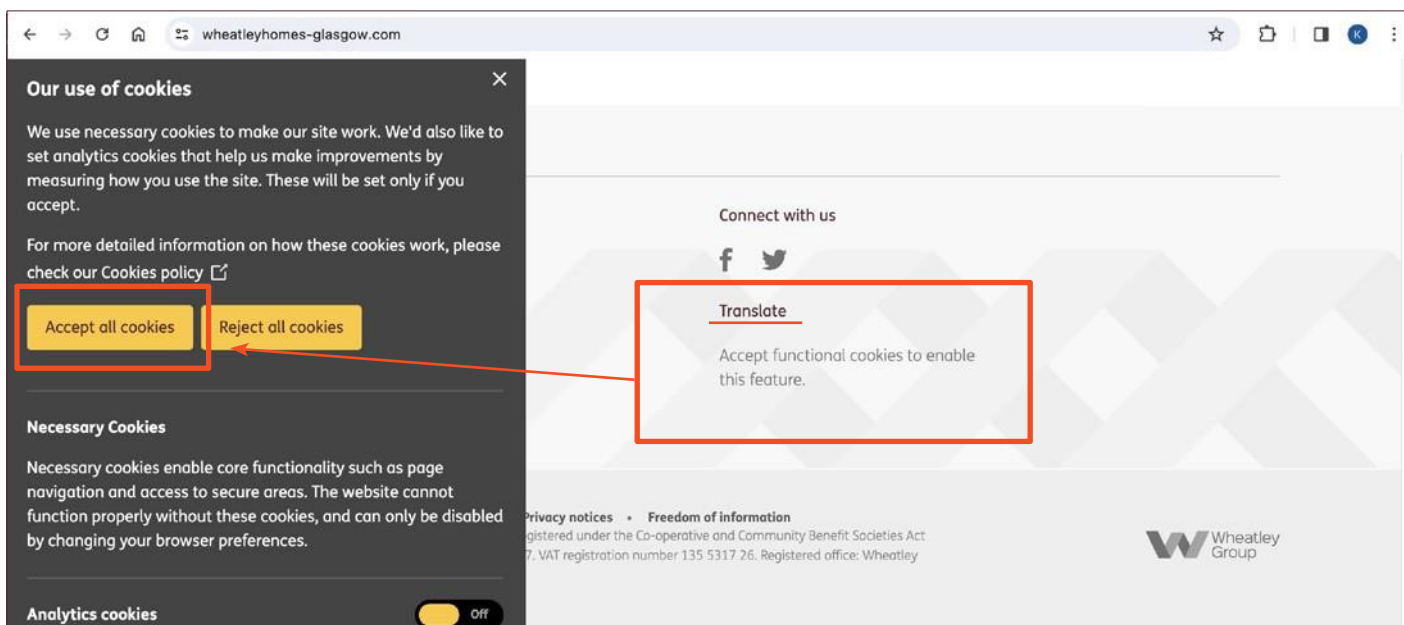 wheatleyhomes-glasgow.com
K
Our use of cookies
We use necessary cookies to make our site work. We'd also like to
set analytics cookies that help us make improvements by
measuring how you use the site. These will be set only if you
accept.
For more detailed information on how these cookies work, please
check our Cookies policy
Accept all cookies
Reject all cookies
Necessary Cookies
Necessary cookies enable core functionality such as page
navigation and access to secure areas. The website cannot
function properly without these cookies, and can only be disabled
by changing your browser preferences.
Analytics cookies
Off
Connect with us
Translate
Accept functional cookies to enable
this feature.
Privacy notices • Freedom of information
gistered under the Co-operative and Community Benefit Societies Act
7. VAT registration number 135 5317 26. Registered office: Wheatley
Wheatley
Group